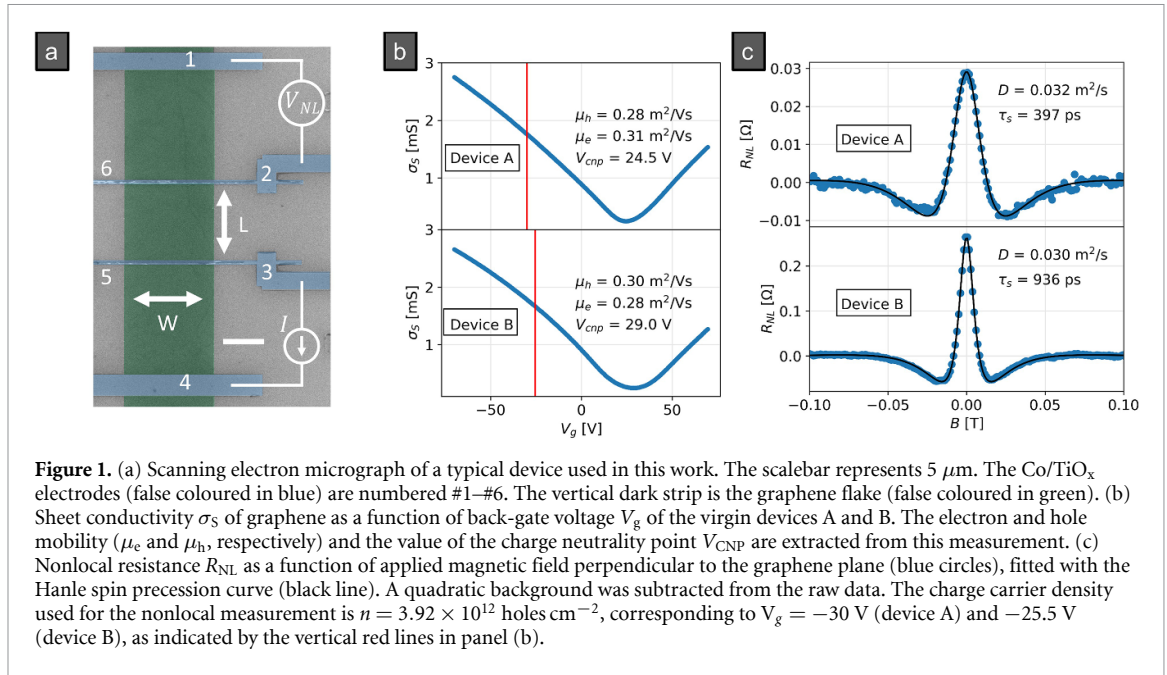 a
1
V_NL
6
2
L
5
3
W
I
4
b
3
2
1
σ_S [mS]
Device A
μ_h = 0.28 m²/Vs
μ_e = 0.31 m²/Vs
V_cnp = 24.5 V
3
2
1
σ_S [mS]
Device B
μ_h = 0.30 m²/Vs
μ_e = 0.28 m²/Vs
V_cnp = 29.0 V
−50 0 50
V_g [V]
c
0.03
0.02
0.01
0.00
−0.01
R_NL [Ω]
Device A
D = 0.032 m²/s
τ_s = 397 ps
0.2
0.1
0.0
R_NL [Ω]
Device B
D = 0.030 m²/s
τ_s = 936 ps
−0.10 −0.05 0.00 0.05 0.10
B [T]
Figure 1. (a) Scanning electron micrograph of a typical device used in this work. The scalebar represents 5 μm. The Co/TiOₓ
electrodes (false coloured in blue) are numbered #1–#6. The vertical dark strip is the graphene flake (false coloured in green). (b)
Sheet conductivity σ_S of graphene as a function of back-gate voltage V_g of the virgin devices A and B. The electron and hole
mobility (μ_e and μ_h, respectively) and the value of the charge neutrality point V_CNP are extracted from this measurement. (c)
Nonlocal resistance R_NL as a function of applied magnetic field perpendicular to the graphene plane (blue circles), fitted with the
Hanle spin precession curve (black line). A quadratic background was subtracted from the raw data. The charge carrier density
used for the nonlocal measurement is n = 3.92 × 10¹² holes cm⁻², corresponding to V_g = −30 V (device A) and −25.5 V
(device B), as indicated by the vertical red lines in panel (b).